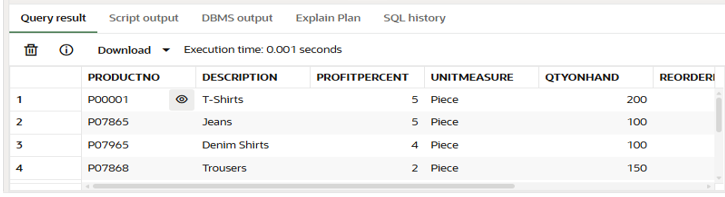 Query result Script output DBMS output Explain Plan SQL history
Download Execution time: 0.001 seconds
PRODUCTNO DESCRIPTION PROFITPERCENT UNITMEASURE QTYONHAND REORDERI
1 P00001 T-Shirts 5 Piece 200
2 P07865 Jeans 5 Piece 100
3 P07965 Denim Shirts 4 Piece 100
4 P07868 Trousers 2 Piece 150